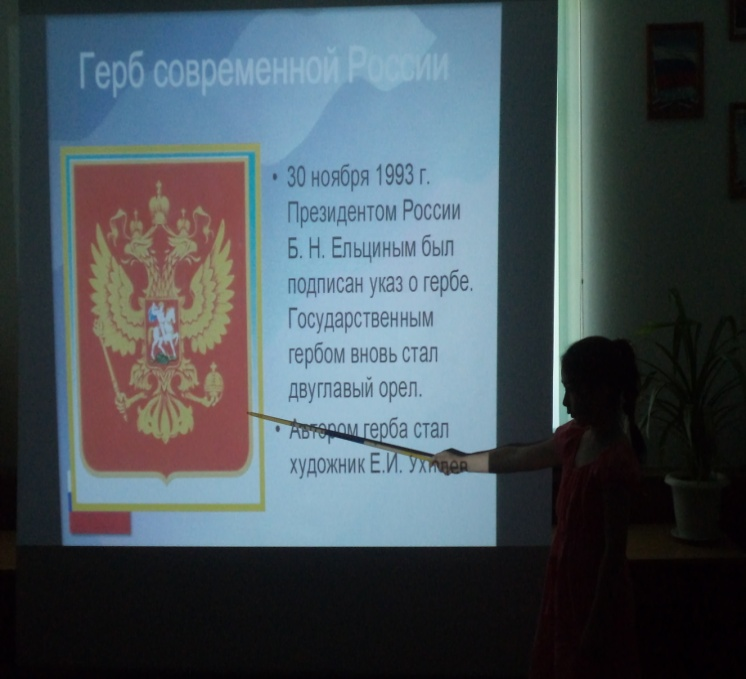 Герб современной России
• 30 ноября 1993 г.
Президентом России
Б. Н. Ельциным был
подписан указ о гербе.
Государственным
гербом вновь стал
двуглавый орел.
• Автором герба стал
художник Е.И. Ухналев